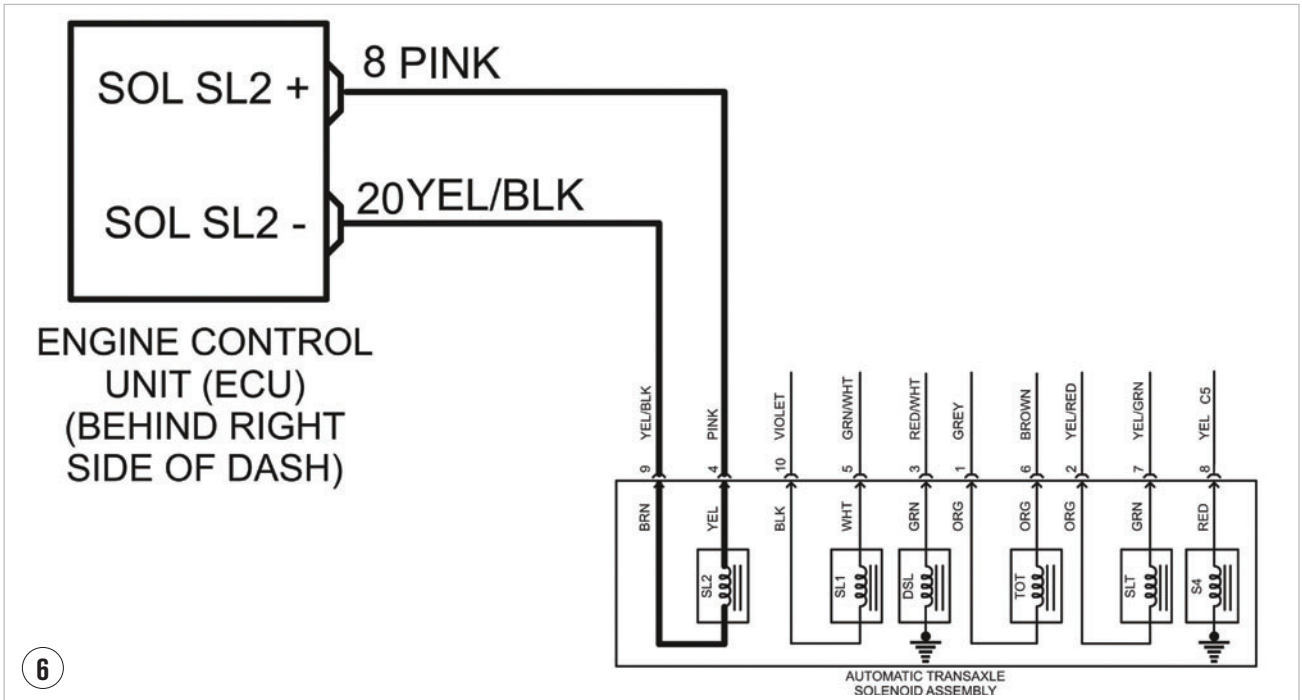 SOL SL2 +
8 PINK
SOL SL2 -
20 YEL/BLK
ENGINE CONTROL
UNIT (ECU)
(BEHIND RIGHT
SIDE OF DASH)
YEL/BLK
PINK
VIOLET
GRN/WHT
RED/WHT
GREY
BROWN
YEL/RED
YEL/GRN
YEL C5
9
4
10
5
3
1
6
2
7
8
BRN
YEL
BLK
WHT
GRN
ORG
ORG
ORG
GRN
RED
SL2
SL1
DSL
TOT
SLT
S4
AUTOMATIC TRANSAXLE
SOLENOID ASSEMBLY
6